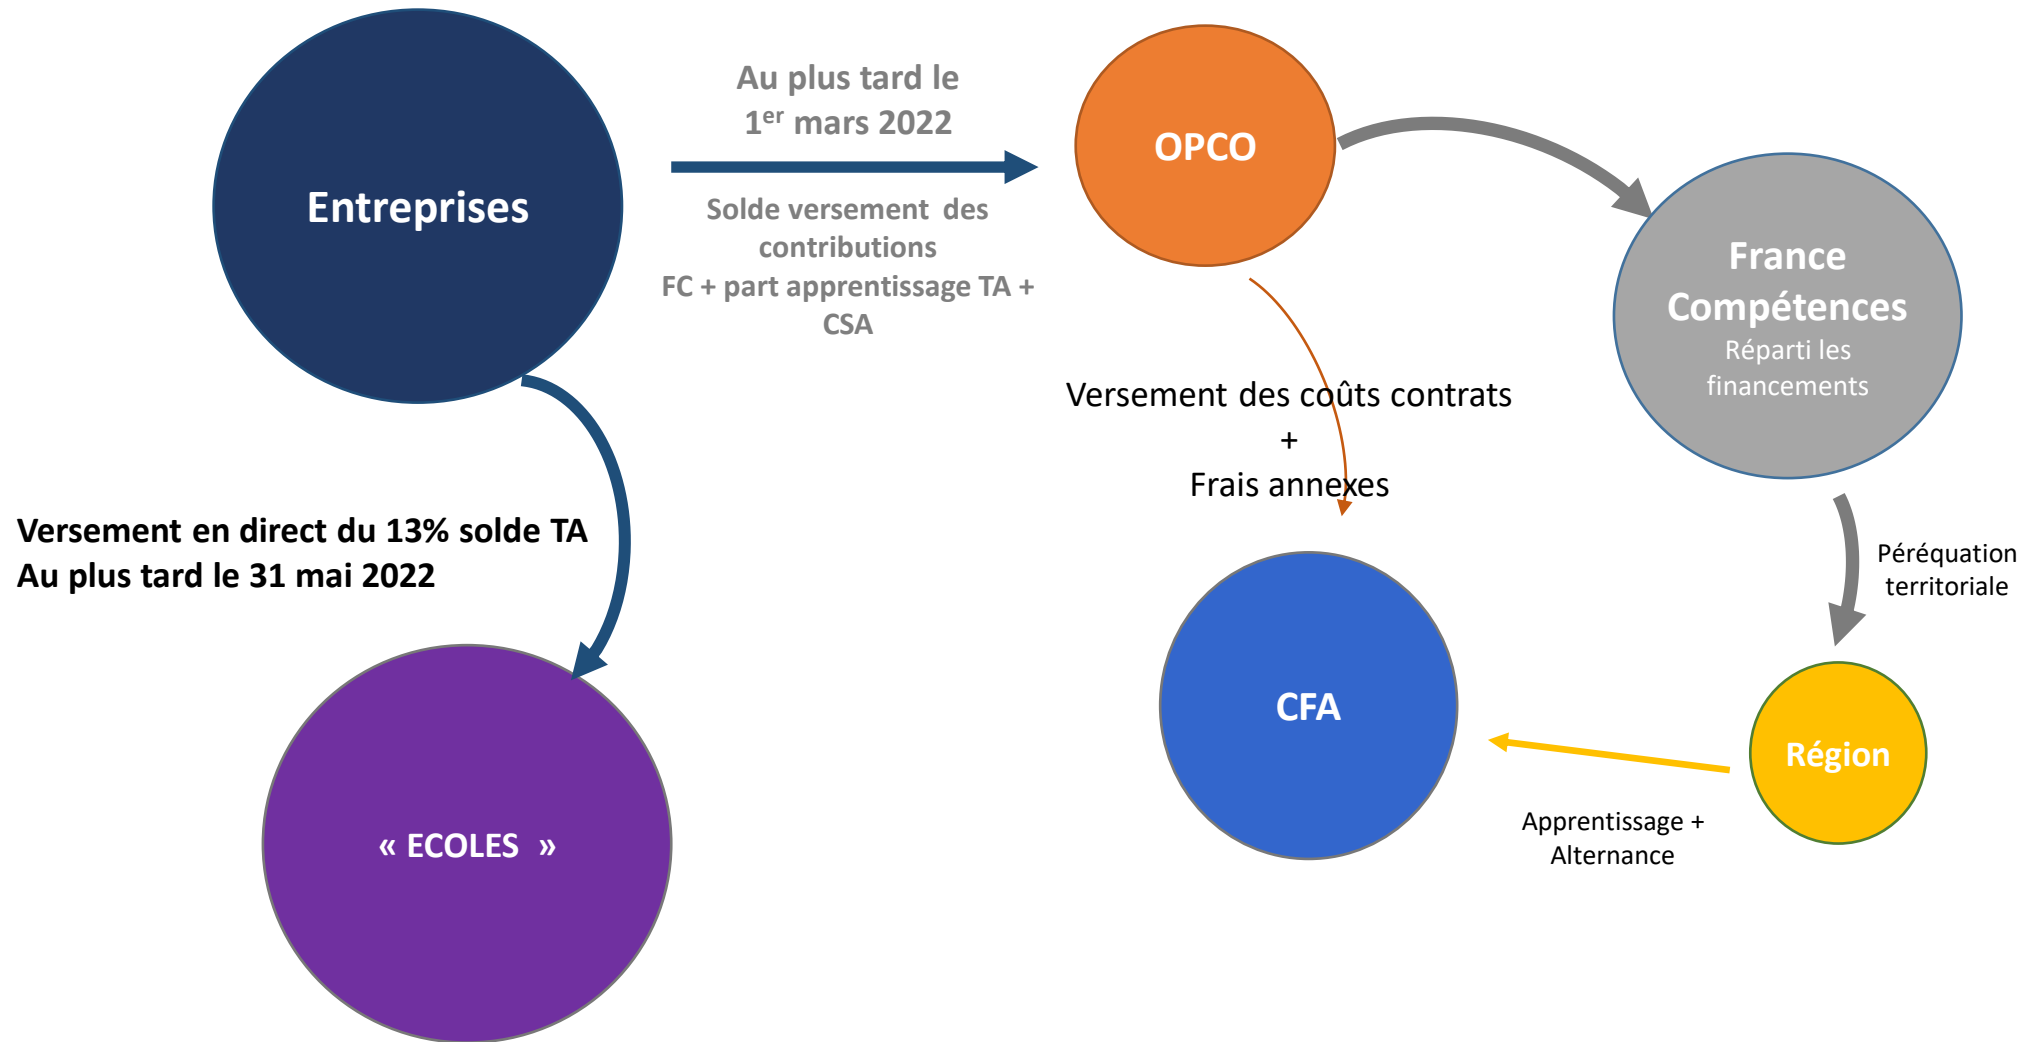 Entreprises
Au plus tard le
1er mars 2022
Solde versement des
contributions
FC + part apprentissage TA +
CSA
OPCO
France
Compétences
Réparti les
financements
Versement des coûts contrats
+
Frais annexes
Versement en direct du 13% solde TA
Au plus tard le 31 mai 2022
Péréquation
territoriale
CFA
Région
Apprentissage +
Alternance
« ECOLES »